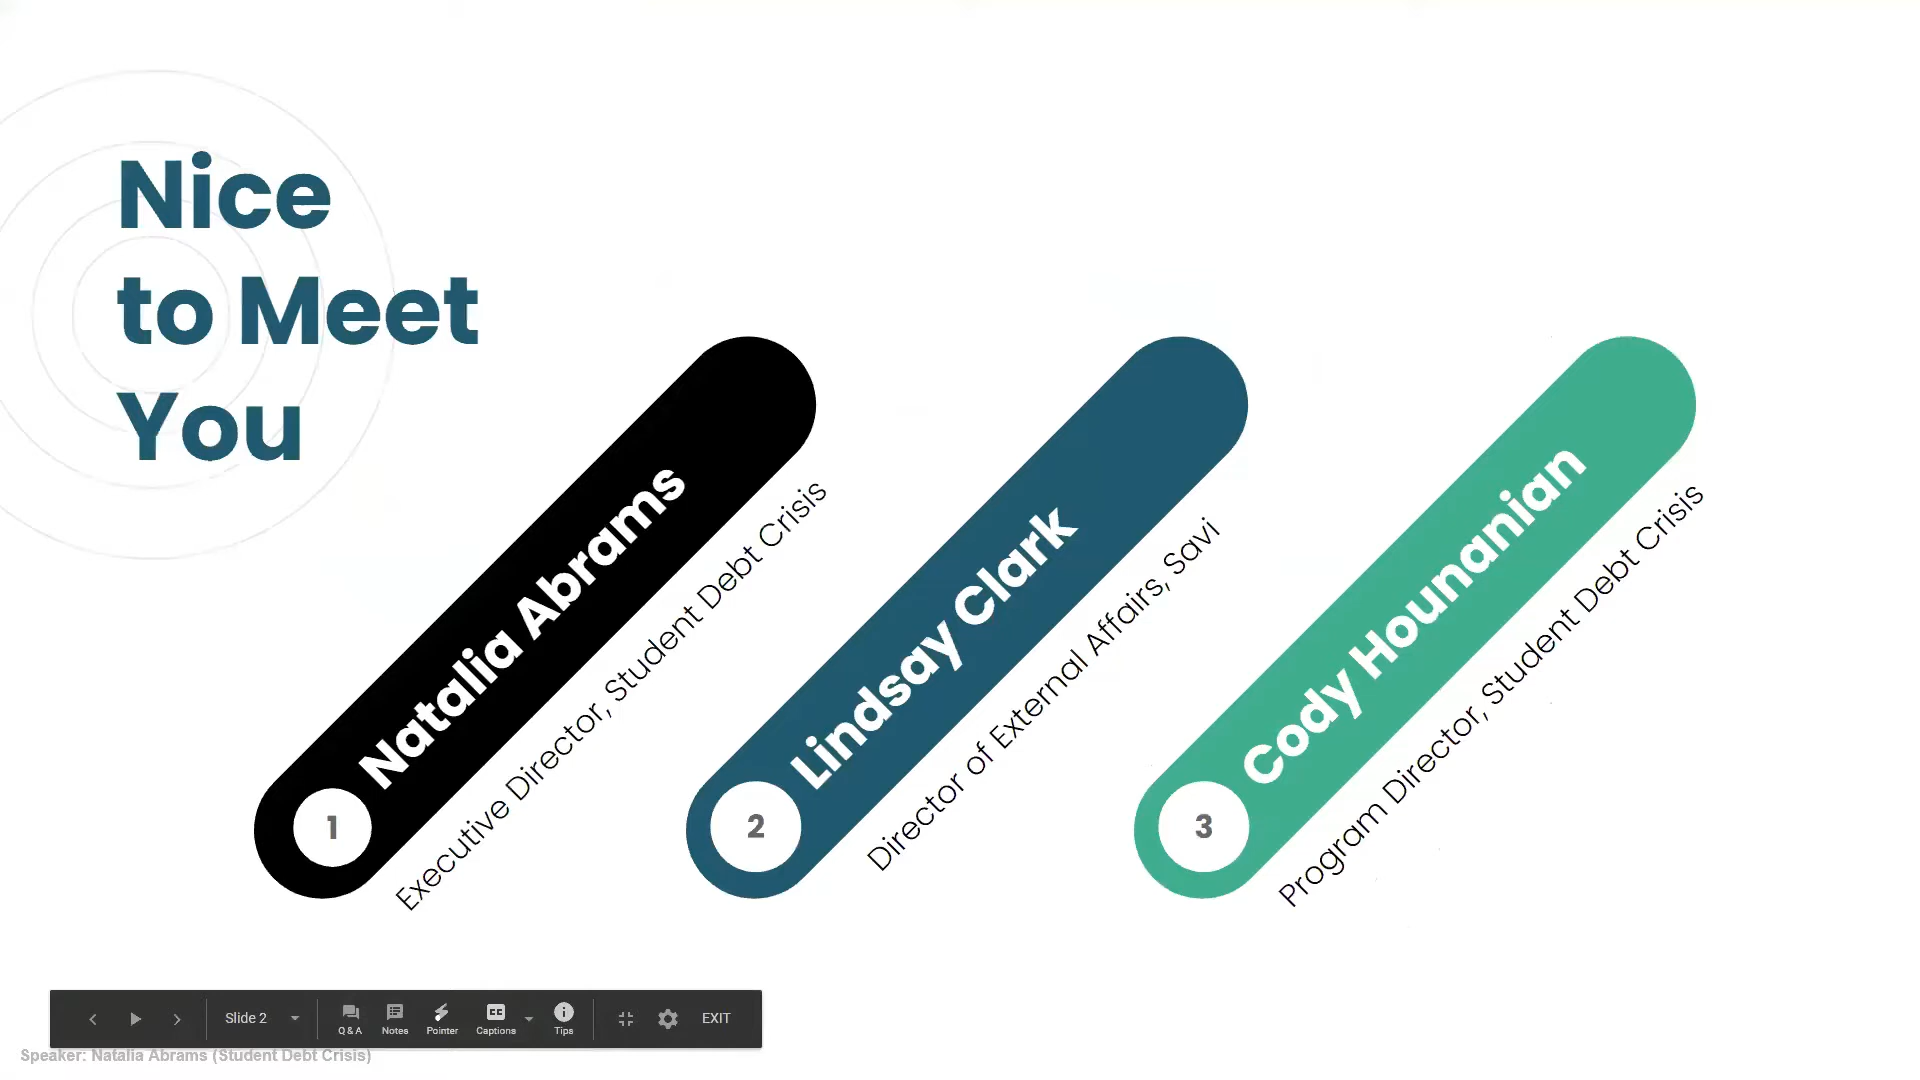 Nice
to Meet
You
1
Natalia Abrams
Executive Director, Student Debt Crisis
2
Lindsay Clark
Director of External Affairs, Savi
3
Cody Hounanian
Program Director, Student Debt Crisis
Slide 2
Q & A
Notes
Pointer
CC
Captions
Tips
EXIT
Speaker: Natalia Abrams (Student Debt Crisis)